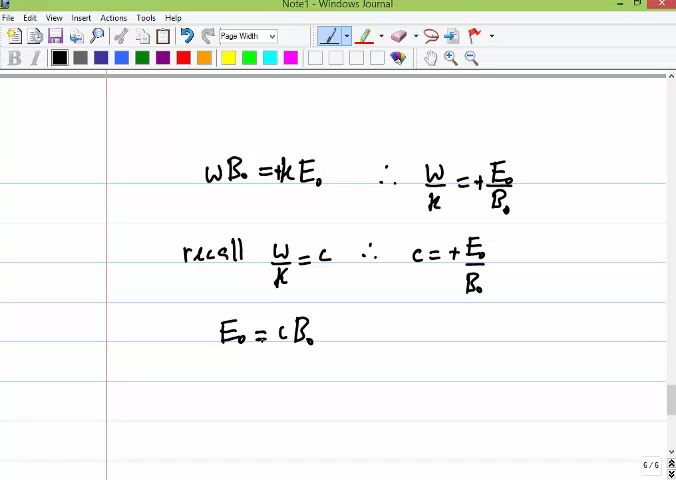 Note1 - Windows Journal
File Edit View Insert Actions Tools Help
Page Width
B I
wB₀ = +kE₀ ∴ w/k = + E₀/B₀
recall w/k = c ∴ c = + E₀/B₀
E₀ = cB₀
6 / 6